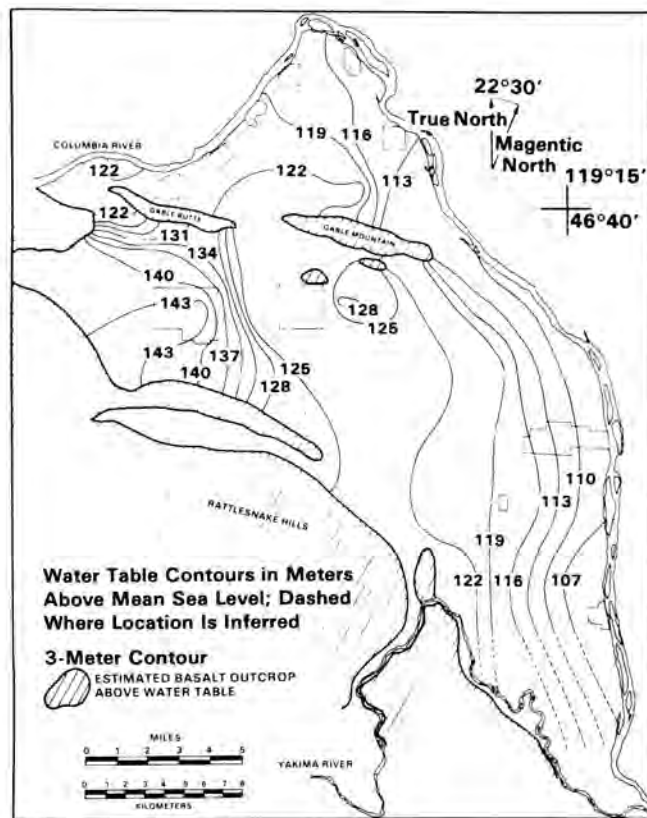 22°30′
True North
Magentic
North
119°15′
46°40′
COLUMBIA RIVER
119
116
122
122
113
122
GABLE BUTTE
131
GABLE MOUNTAIN
134
140
143
128
125
143
137
125
140
128
110
113
RATTLESNAKE HILLS
119
122
116
107
Water Table Contours in Meters
Above Mean Sea Level; Dashed
Where Location Is Inferred
3-Meter Contour
ESTIMATED BASALT OUTCROP
ABOVE WATER TABLE
MILES
0 1 2 3 4 5
YAKIMA RIVER
0 1 2 3 4 5 6 7 8
KILOMETERS